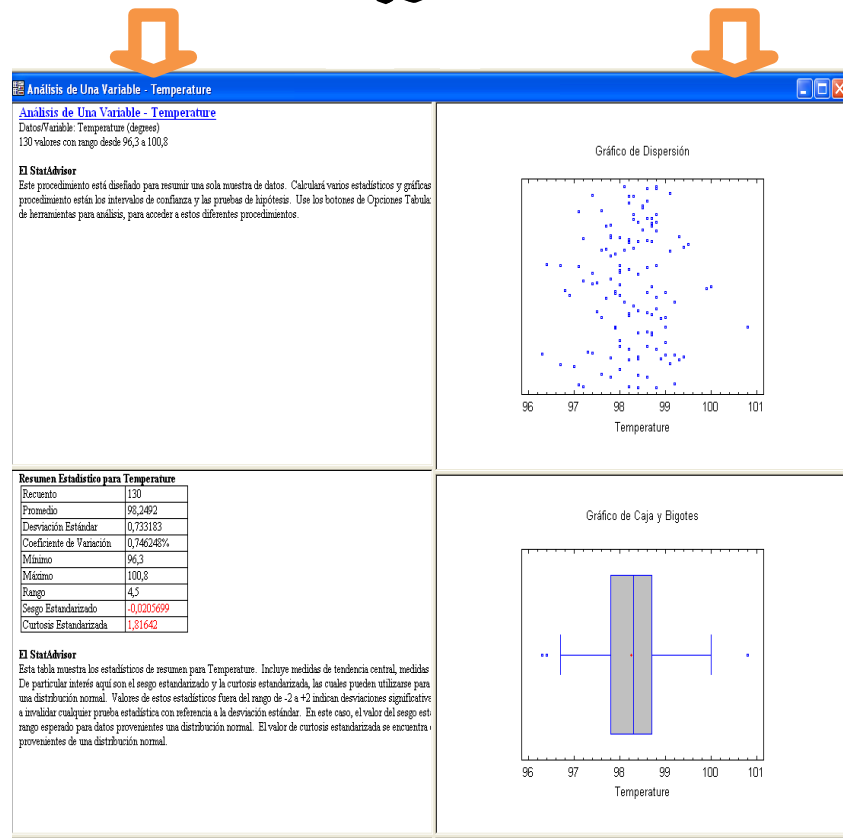 Análisis de Una Variable - Temperature
Análisis de Una Variable - Temperature
Datos/Variable: Temperature (degrees)
130 valores con rango desde 96,3 a 100,8
El StatAdvisor
Este procedimiento está diseñado para resumir una sola muestra de datos. Calculará varios estadísticos y gráficas
procedimiento están los intervalos de confianza y las pruebas de hipótesis. Use los botones de Opciones Tabula
de herramientas para análisis, para acceder a estos diferentes procedimientos.
Gráfico de Dispersión
96 97 98 99 100 101
Temperature
Resumen Estadístico para Temperature
Recuento 130
Promedio 98,2492
Desviación Estándar 0,733183
Coeficiente de Variación 0,746248%
Mínimo 96,3
Máximo 100,8
Rango 4,5
Sesgo Estandarizado -0,0205699
Curtosis Estandarizada 1,81642
El StatAdvisor
Esta tabla muestra los estadísticos de resumen para Temperature. Incluye medidas de tendencia central, medidas
De particular interés aquí son el sesgo estandarizado y la curtosis estandarizada, las cuales pueden utilizarse para
una distribución normal. Valores de estos estadísticos fuera del rango de -2 a +2 indican desviaciones significativ
a invalidar cualquier prueba estadística con referencia a la desviación estándar. En este caso, el valor del sesgo est
rango esperado para datos provenientes una distribución normal. El valor de curtosis estandarizada se encuentra
provenientes de una distribución normal.
Gráfico de Caja y Bigotes
96 97 98 99 100 101
Temperature